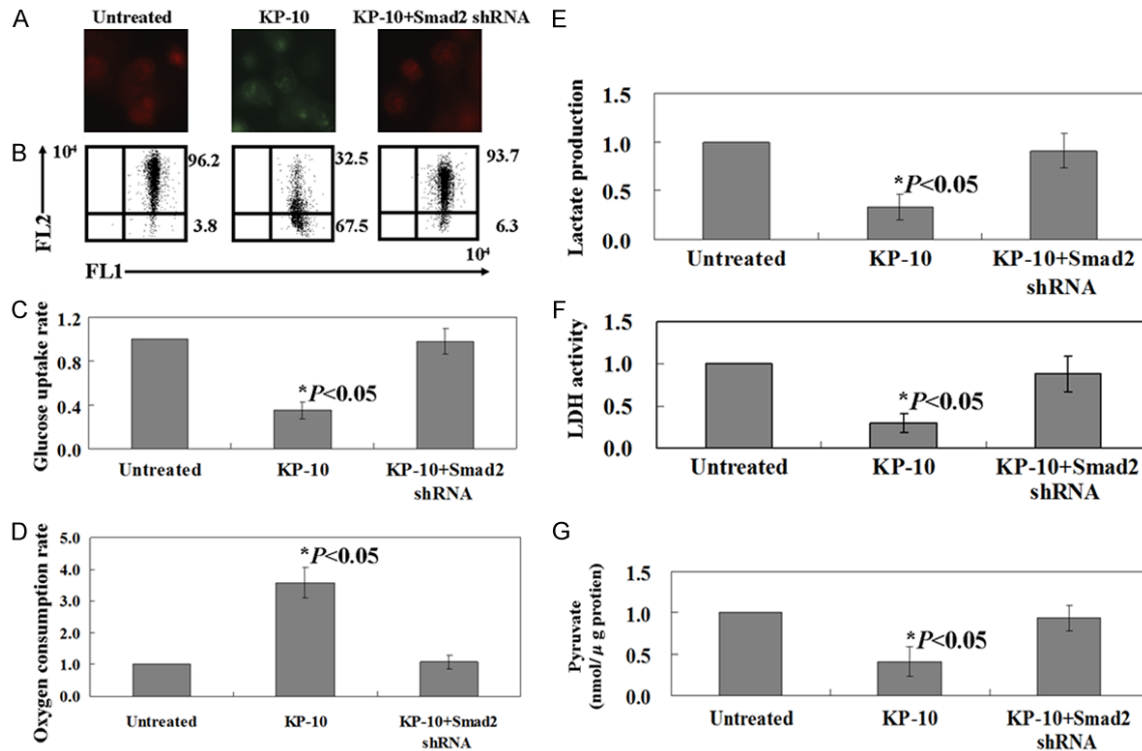 A
Untreated
KP-10
KP-10+Smad2 shRNA
B
10⁴
FL2
96.2
3.8
32.5
67.5
93.7
6.3
10⁴
FL1
C
Glucose uptake rate
1.2
0.8
0.4
0.0
*P<0.05
Untreated
KP-10
KP-10+Smad2
shRNA
D
Oxygen consumption rate
5.0
4.0
3.0
2.0
1.0
0.0
*P<0.05
Untreated
KP-10
KP-10+Smad2
shRNA
E
Lactate production
1.5
1.0
0.5
0.0
*P<0.05
Untreated
KP-10
KP-10+Smad2
shRNA
F
LDH activity
1.5
1.0
0.5
0.0
*P<0.05
Untreated
KP-10
KP-10+Smad2
shRNA
G
Pyruvate
(nmol/μ g protien)
1.5
1.0
0.5
0.0
*P<0.05
Untreated
KP-10
KP-10+Smad2
shRNA